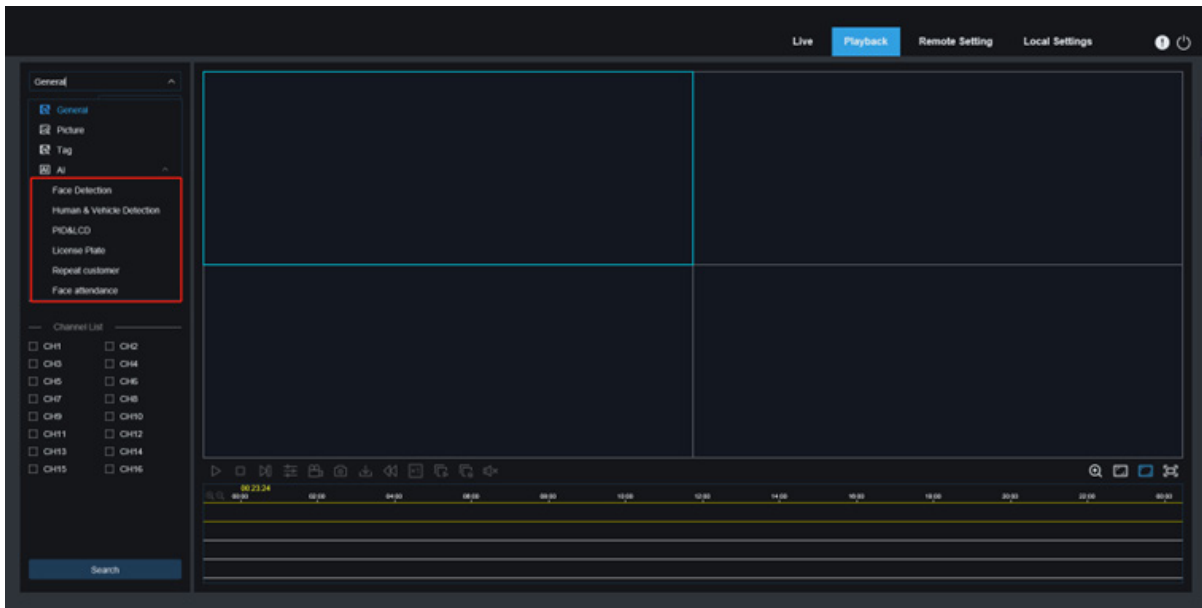 Live Playback Remote Setting Local Settings
General
General
Picture
Tag
AI
Face Detection
Human & Vehicle Detection
PID&LCD
License Plate
Repeat customer
Face attendance
Channel List
CH1 CH2
CH3 CH4
CH5 CH6
CH7 CH8
CH9 CH10
CH11 CH12
CH13 CH14
CH15 CH16
00:23:24
00:00 02:00 04:00 06:00 08:00 10:00 12:00 14:00 16:00 18:00 20:00 22:00 00:00
Search